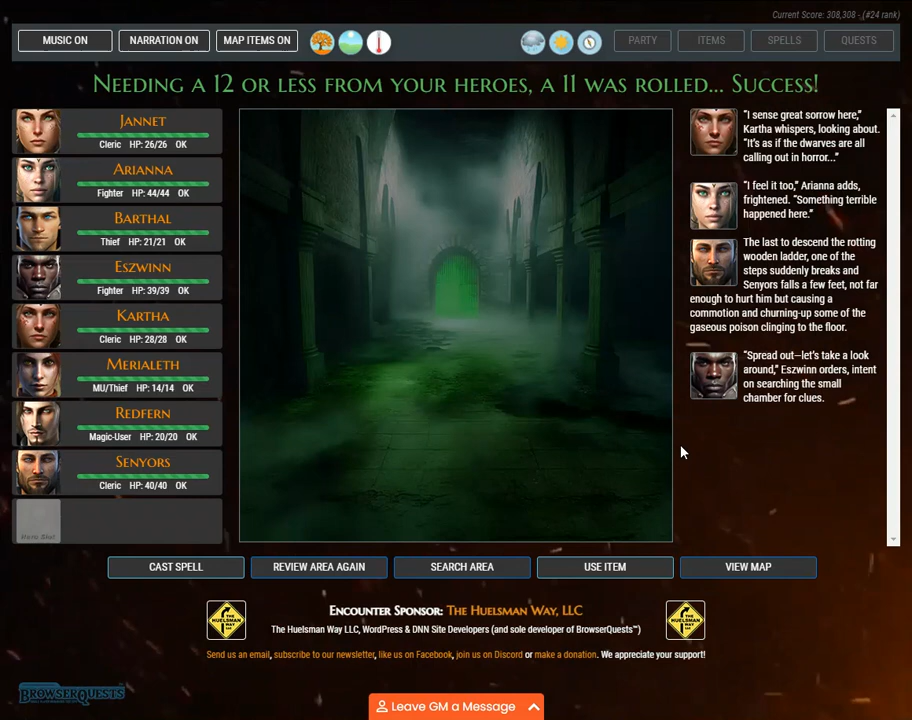 Current Score: 308,308 - (#24 rank)
MUSIC ON
NARRATION ON
MAP ITEMS ON
PARTY
ITEMS
SPELLS
QUESTS
Needing a 12 or less from your heroes, a 11 was rolled... Success!
Jannet
Cleric HP: 26/26 OK
Arianna
Fighter HP: 44/44 OK
Barthal
Thief HP: 21/21 OK
Eszwinn
Fighter HP: 39/39 OK
Kartha
Cleric HP: 28/28 OK
Merialeth
MU/Thief HP: 14/14 OK
Redfern
Magic-User HP: 20/20 OK
Senyors
Cleric HP: 40/40 OK
Hero Slot
"I sense great sorrow here,"
Kartha whispers, looking about.
"It's as if the dwarves are all
calling out in horror..."
"I feel it too," Arianna adds,
frightened. "Something terrible
happened here."
The last to descend the rotting
wooden ladder, one of the
steps suddenly breaks and
Senyors falls a few feet, not far
enough to hurt him but causing a
commotion and churning-up some of the
gaseous poison clinging to the floor.
"Spread out—let's take a look
around," Eszwinn orders, intent
on searching the small
chamber for clues.
CAST SPELL
REVIEW AREA AGAIN
SEARCH AREA
USE ITEM
VIEW MAP
THE HUELSMAN WAY LLC
Encounter Sponsor: The Huelsman Way, LLC
The Huelsman Way LLC, WordPress & DNN Site Developers (and sole developer of BrowserQuests™)
THE HUELSMAN WAY LLC
Send us an email, subscribe to our newsletter, like us on Facebook, join us on Discord or make a donation. We appreciate your support!
BROWSERQUESTS
Leave GM a Message